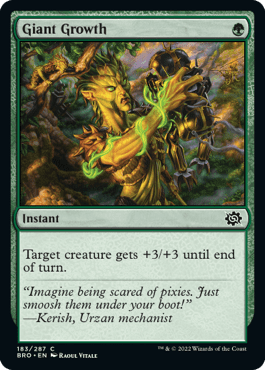 Giant Growth
Instant
Target creature gets +3/+3 until end
of turn.
"Imagine being scared of pixies. Just
smoosh them under your boot!"
—Kerish, Urzan mechanist
183/287 C
BRO • EN RAOUL VITALE
™ & © 2022 Wizards of the Coast